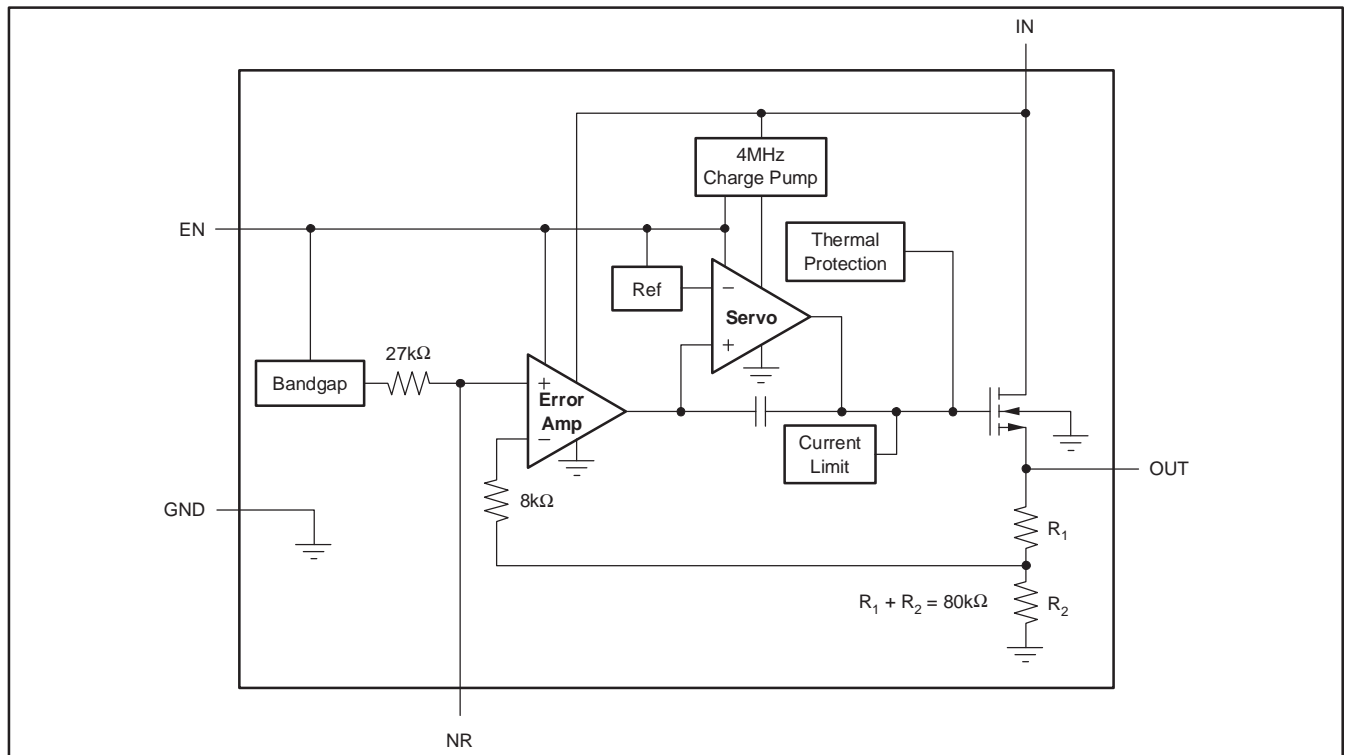 IN
4MHz
Charge Pump
EN
Thermal
Protection
Ref
−
Servo
+
27kΩ
Bandgap
+
Error
Amp
−
Current
Limit
OUT
8kΩ
GND
R1
R1 + R2 = 80kΩ
R2
NR